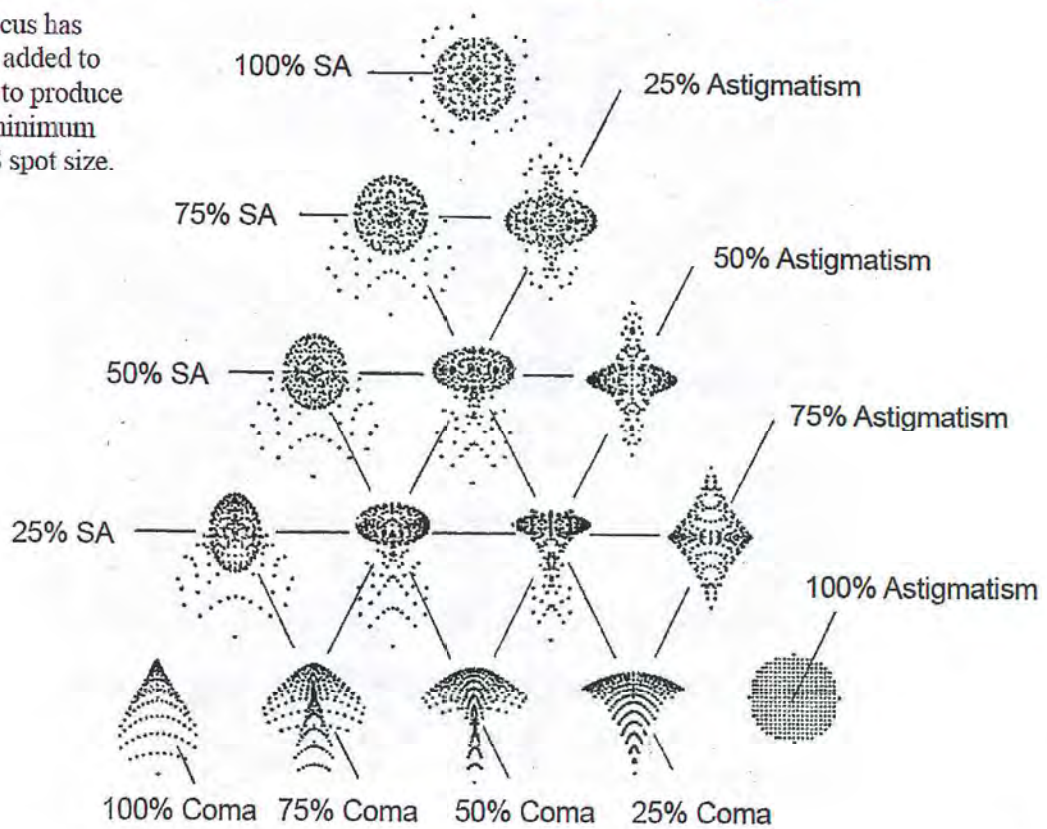 cus has
added to
to produce
spot size.
100% SA
25% Astigmatism
75% SA
50% Astigmatism
50% SA
75% Astigmatism
25% SA
100% Astigmatism
100% Coma 75% Coma 50% Coma 25% Coma